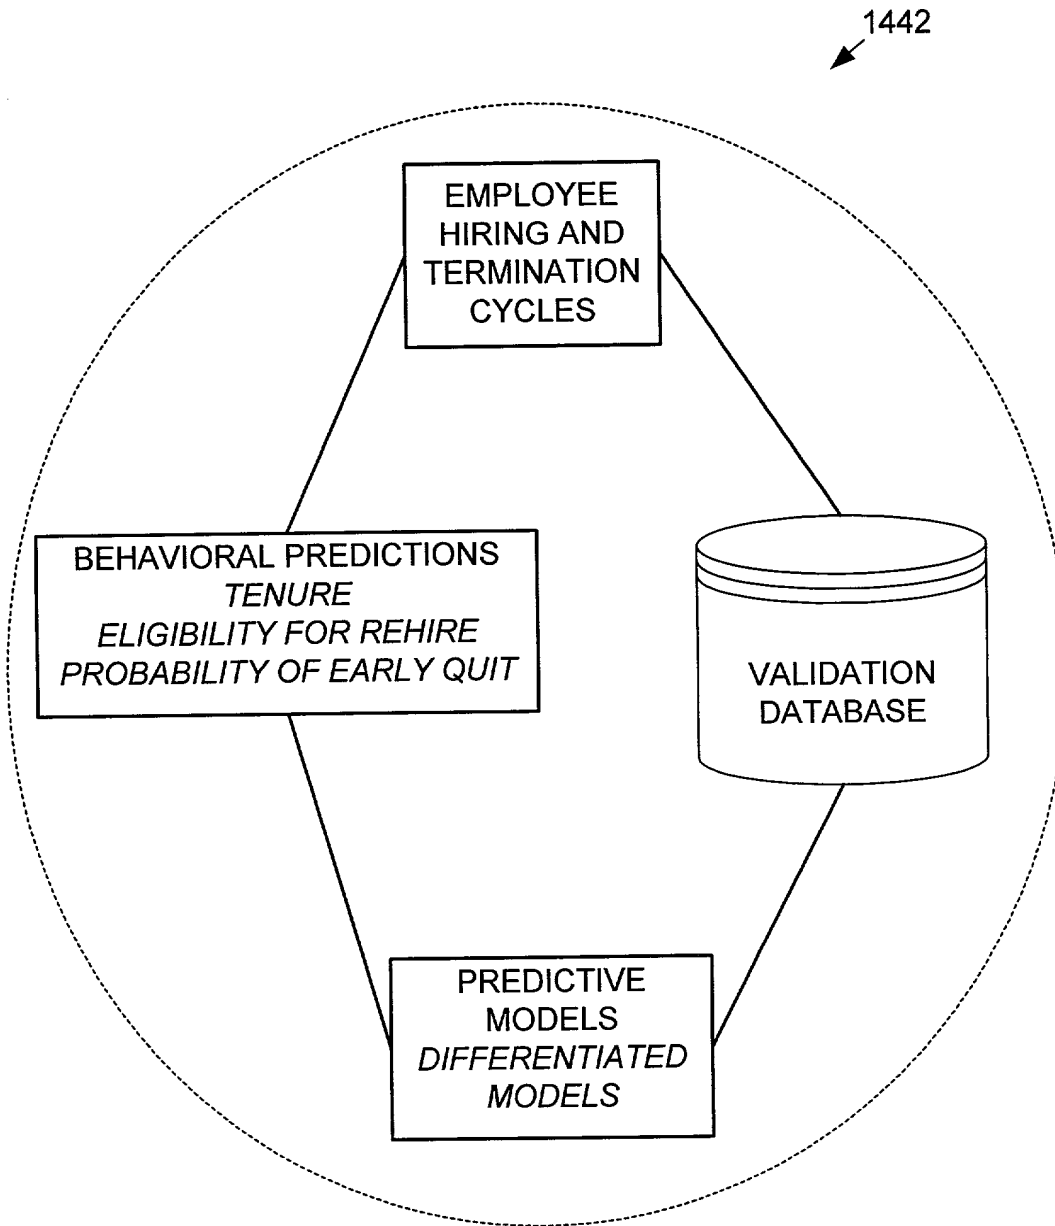 1442
EMPLOYEE
HIRING AND
TERMINATION
CYCLES
BEHAVIORAL PREDICTIONS
TENURE
ELIGIBILITY FOR REHIRE
PROBABILITY OF EARLY QUIT
VALIDATION
DATABASE
PREDICTIVE
MODELS
DIFFERENTIATED
MODELS